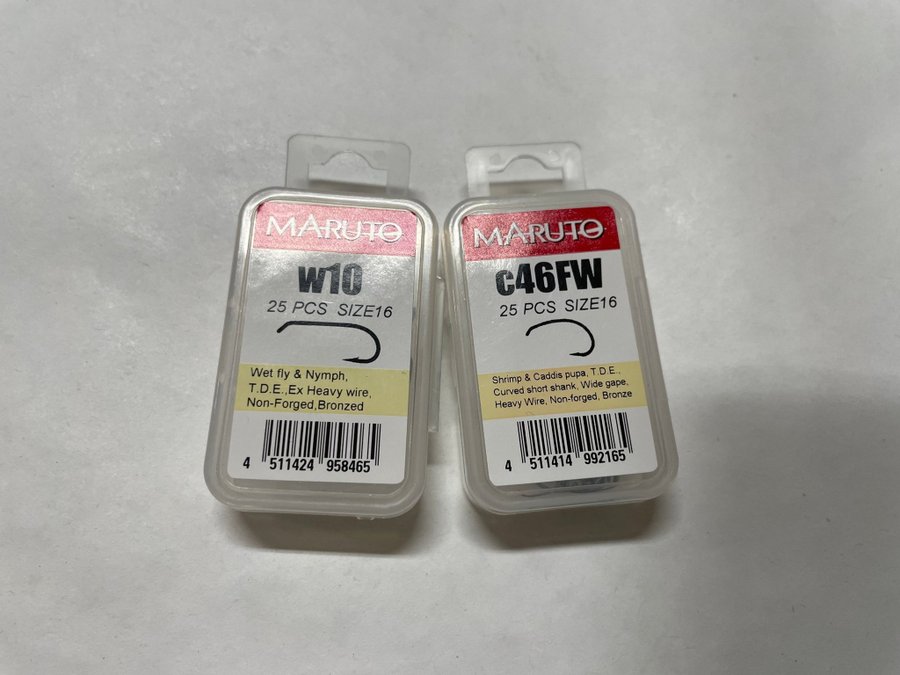 MARUTO
w10
25 PCS SIZE16
Wet fly & Nymph,
T.D.E.,Ex Heavy wire,
Non-Forged,Bronzed
4 511424 958465
MARUTO
c46FW
25 PCS SIZE16
Shrimp & Caddis pupa, T.D.E.,
Curved short shank, Wide gape,
Heavy Wire, Non-forged, Bronze
4 511414 992165